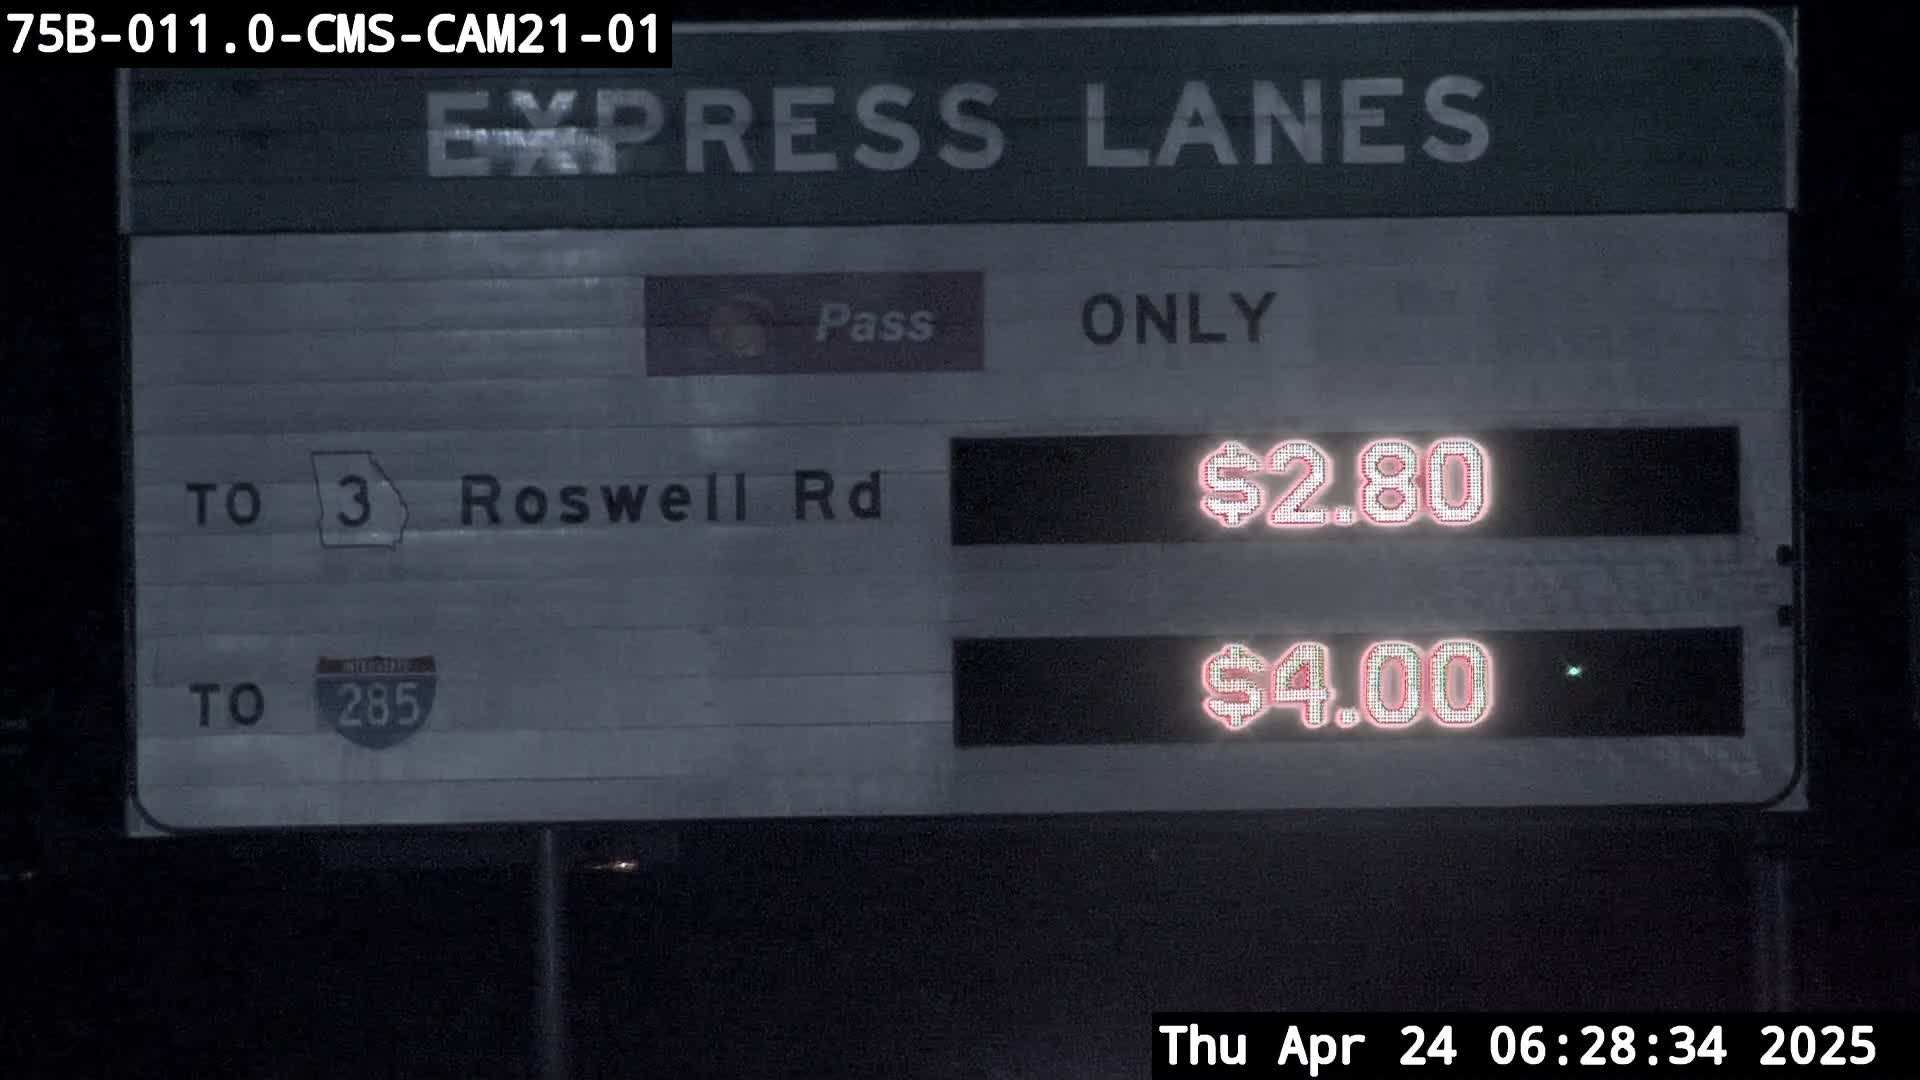 75B-011.0-CMS-CAM21-01
EXPRESS LANES
Pass ONLY
TO 3 Roswell Rd $2.80
INTERSTATE
TO 285 $4.00
Thu Apr 24 06:28:34 2025